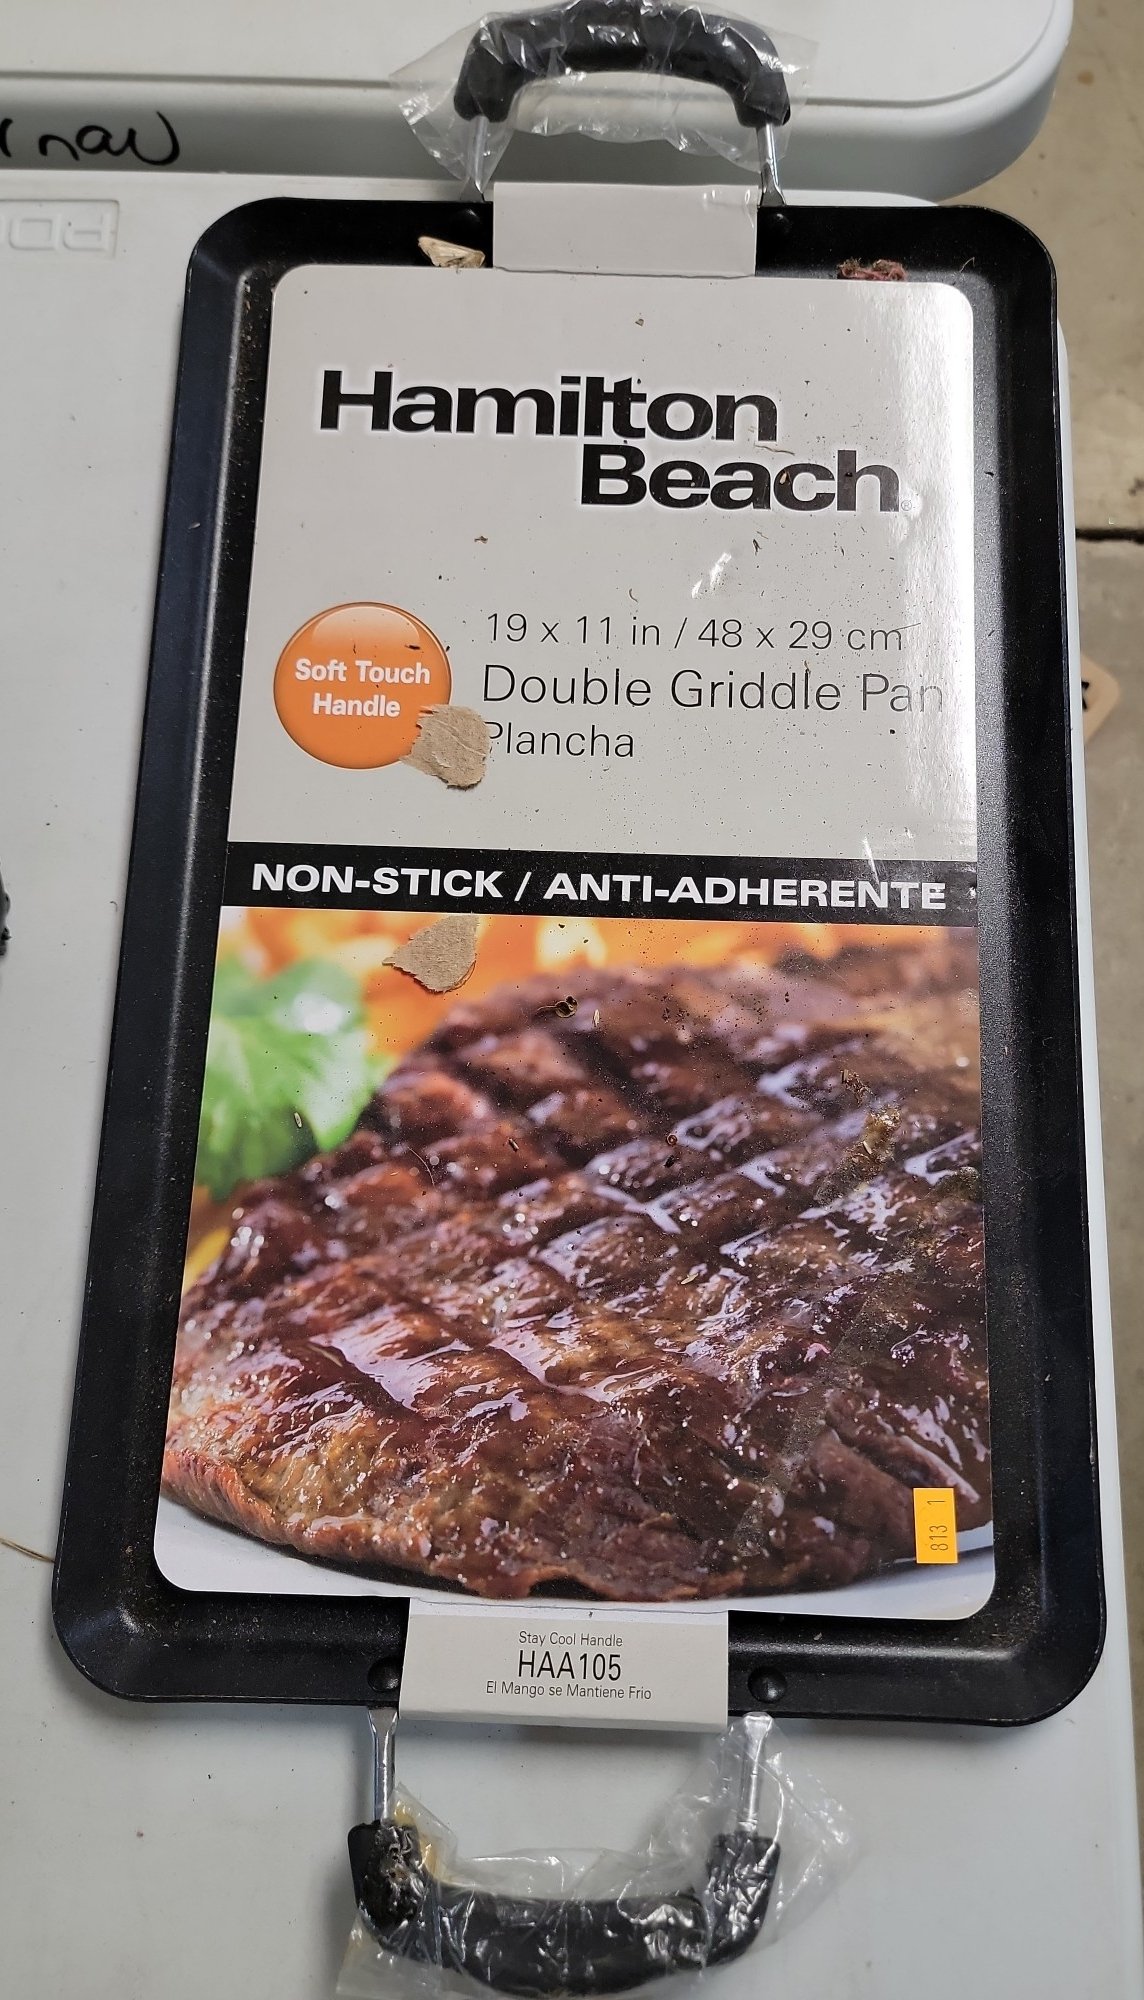 Hamilton
Beach®
19 x 11 in / 48 x 29 cm
Soft Touch
Handle
Double Griddle Pan
Plancha
NON-STICK / ANTI-ADHERENTE
813 1
Stay Cool Handle
HAA105
El Mango se Mantiene Frio